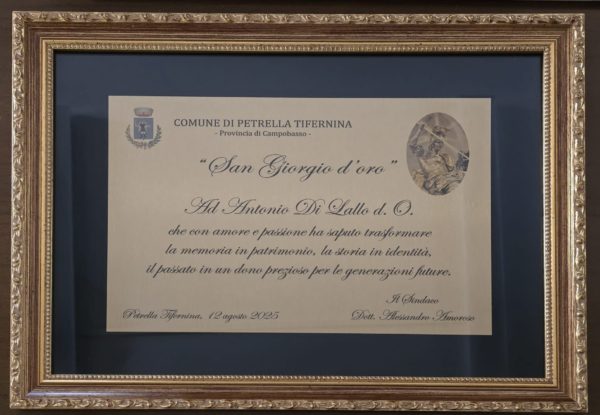 COMUNE DI PETRELLA TIFERNINA
- Provincia di Campobasso -
“San Giorgio d'oro”
Ad Antonio Di Lallo d. O.
che con amore e passione ha saputo trasformare
la memoria in patrimonio, la storia in identità,
il passato in un dono prezioso per le generazioni future.
Il Sindaco
Petrella Tifernina, 12 agosto 2025 Dott. Alessandro Amoroso